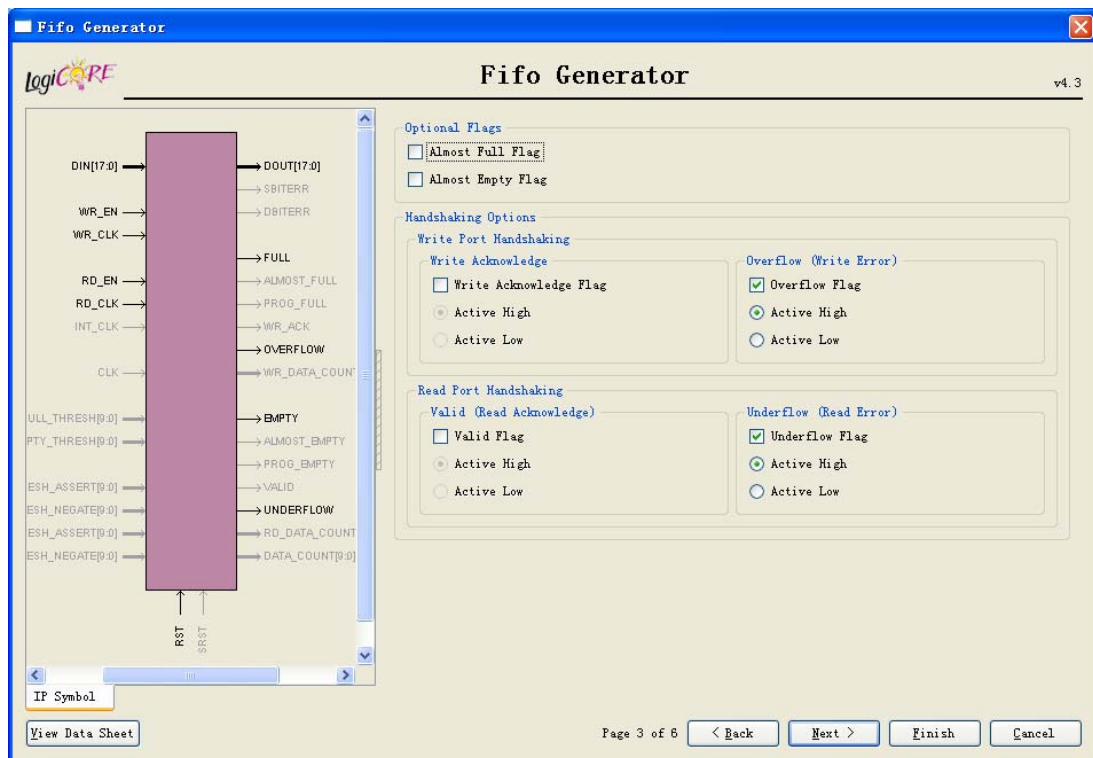 Fifo Generator
LogiCORE
Fifo Generator
v4.3
DIN[17:0]
WR_EN
WR_CLK
RD_EN
RD_CLK
INT_CLK
CLK
ULL_THRESH[9:0]
PTY_THRESH[9:0]
ESH_ASSERT[9:0]
ESH_NEGATE[9:0]
ESH_ASSERT[9:0]
ESH_NEGATE[9:0]
DOUT[17:0]
SBITERR
DBITERR
FULL
ALMOST_FULL
PROG_FULL
WR_ACK
OVERFLOW
WR_DATA_COUN
EMPTY
ALMOST_EMPTY
PROG_EMPTY
VALID
UNDERFLOW
RD_DATA_COUNT
DATA_COUNT[9:0]
RST
SRST
IP Symbol
Optional Flags
Almost Full Flag
Almost Empty Flag
Handshaking Options
Write Port Handshaking
Write Acknowledge
Write Acknowledge Flag
Active High
Active Low
Overflow (Write Error)
Overflow Flag
Active High
Active Low
Read Port Handshaking
Valid (Read Acknowledge)
Valid Flag
Active High
Active Low
Underflow (Read Error)
Underflow Flag
Active High
Active Low
View Data Sheet
Page 3 of 6
< Back
Next >
Finish
Cancel